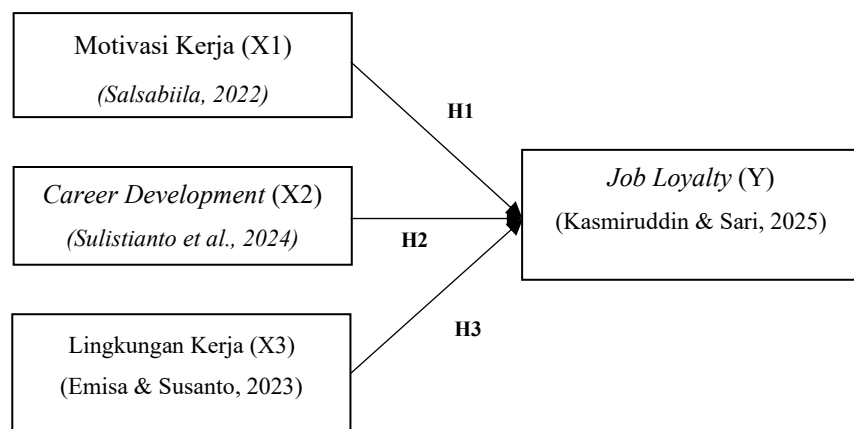 Motivasi Kerja (X1)
(Salsabiila, 2022)
H1
Career Development (X2)
(Sulistianto et al., 2024)
H2
Job Loyalty (Y)
(Kasmiruddin & Sari, 2025)
Lingkungan Kerja (X3)
(Emisa & Susanto, 2023)
H3